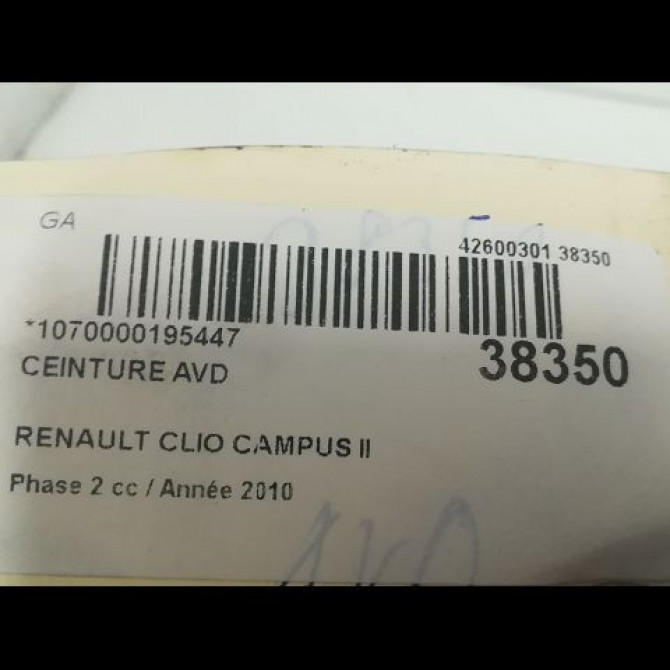 GA
42600301 38350
*1070000195447
38350
CEINTURE AVD
RENAULT CLIO CAMPUS II
Phase 2 cc / Année 2010